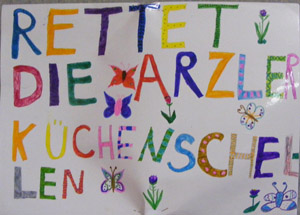 RETTET
DIE ARZLER
KÜCHENSCHEL
LEN